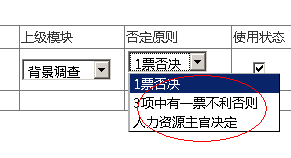 上级模块 否定原则 使用状态
背景调查 1票否决
1票否决
3项中有一票不利否则
人力资源主官决定